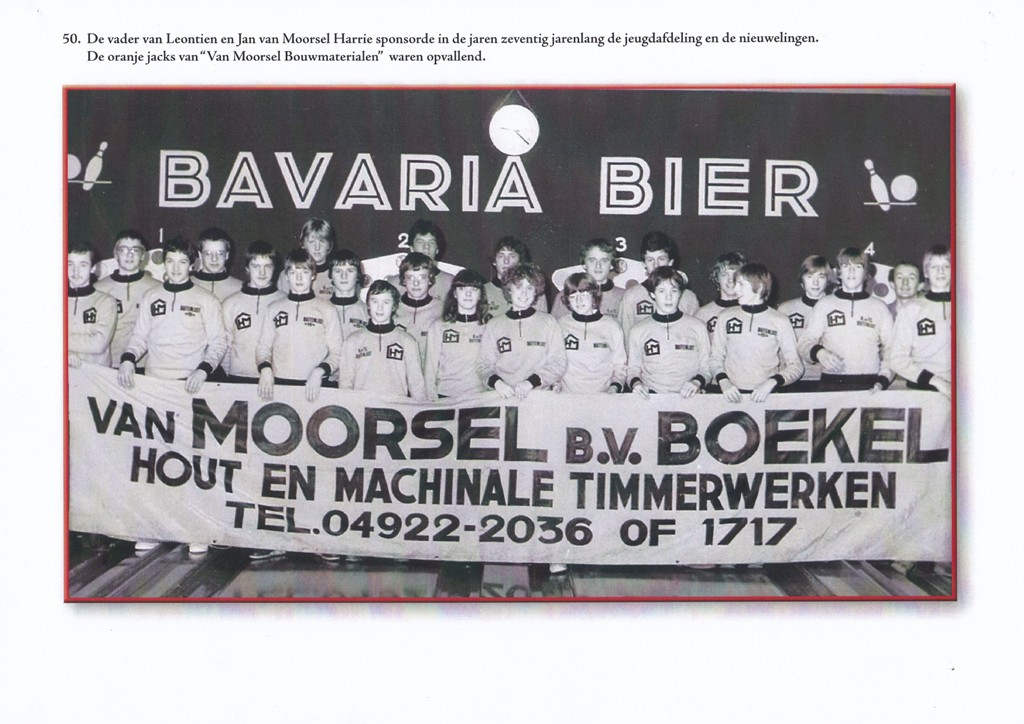 50. De vader van Leontien en Jan van Moorsel Harrie sponsorde in de jaren zeventig jarenlang de jeugdafdeling en de nieuwelingen.
De oranje jacks van “Van Moorsel Bouwmaterialen” waren opvallend.
BAVARIA BIER
1 2 3 4
VAN MOORSEL B.V. BOEKEL
HOUT EN MACHINALE TIMMERWERKEN
TEL.04922-2036 OF 1717